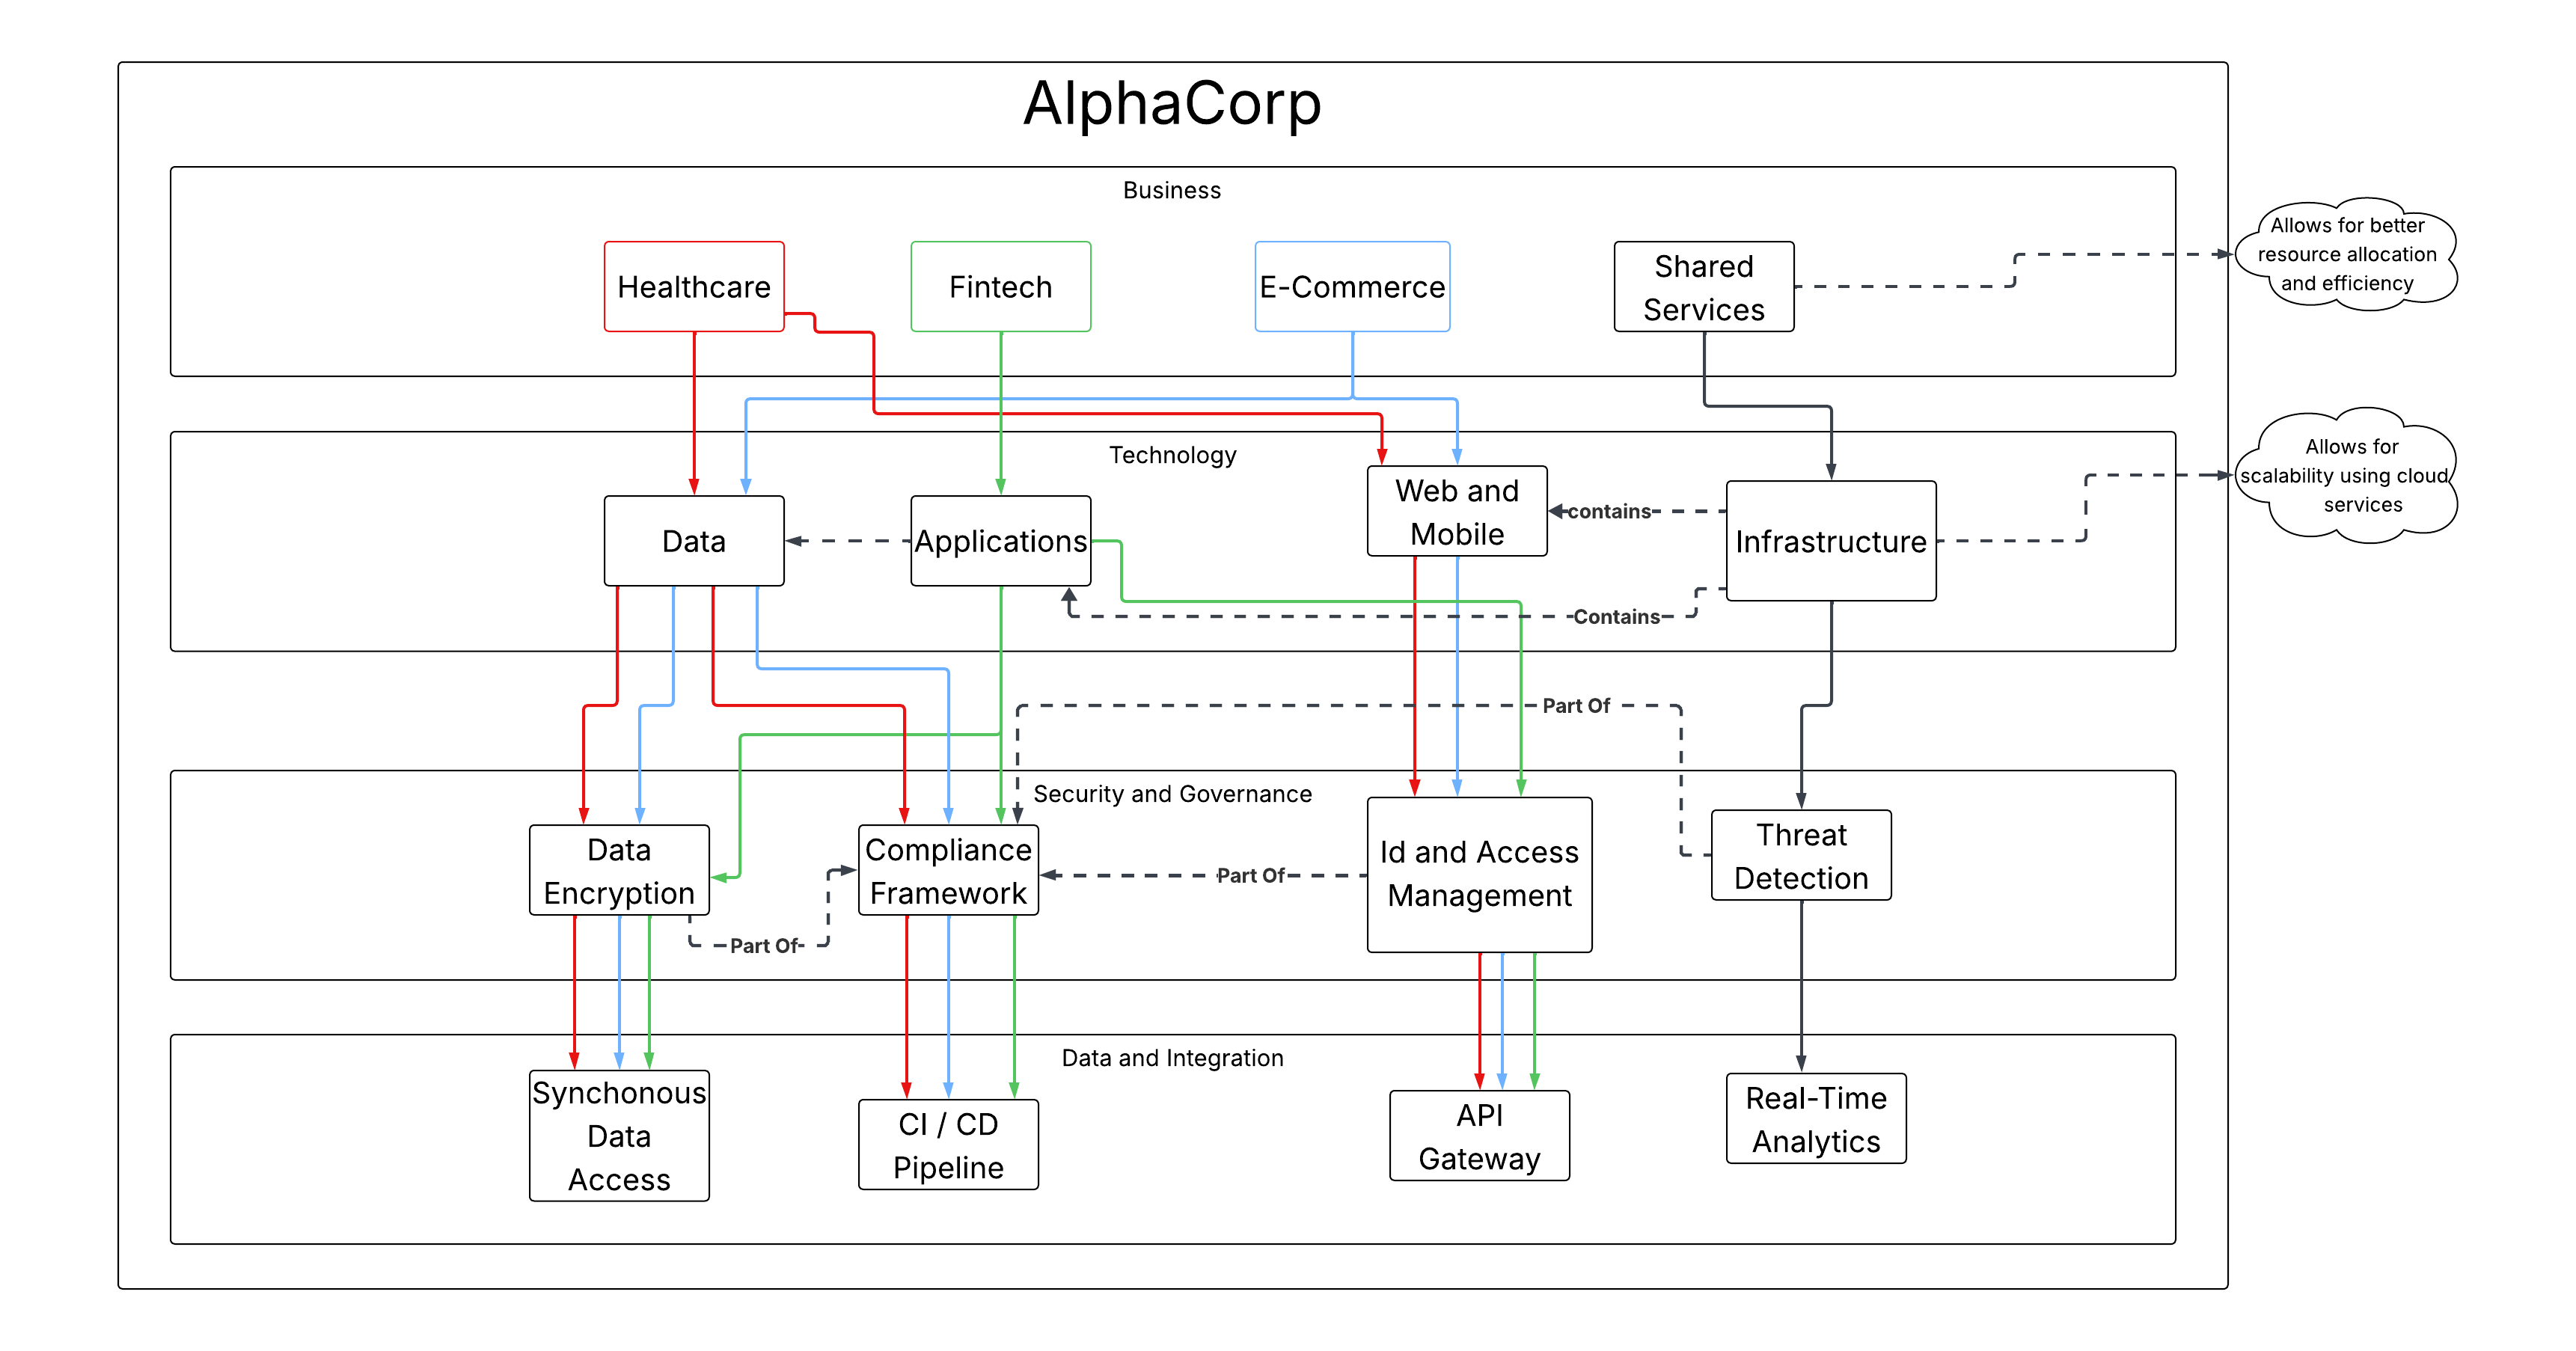 AlphaCorp
Business
Healthcare
Fintech
E-Commerce
Shared
Services
Allows for better
resource allocation
and efficiency
Technology
Data
Applications
Web and
Mobile
contains
Infrastructure
Contains
Allows for
scalability using cloud
services
Part Of
Security and Governance
Data
Encryption
Part Of
Compliance
Framework
Part Of
Id and Access
Management
Threat
Detection
Data and Integration
Synchonous
Data
Access
CI / CD
Pipeline
API
Gateway
Real-Time
Analytics